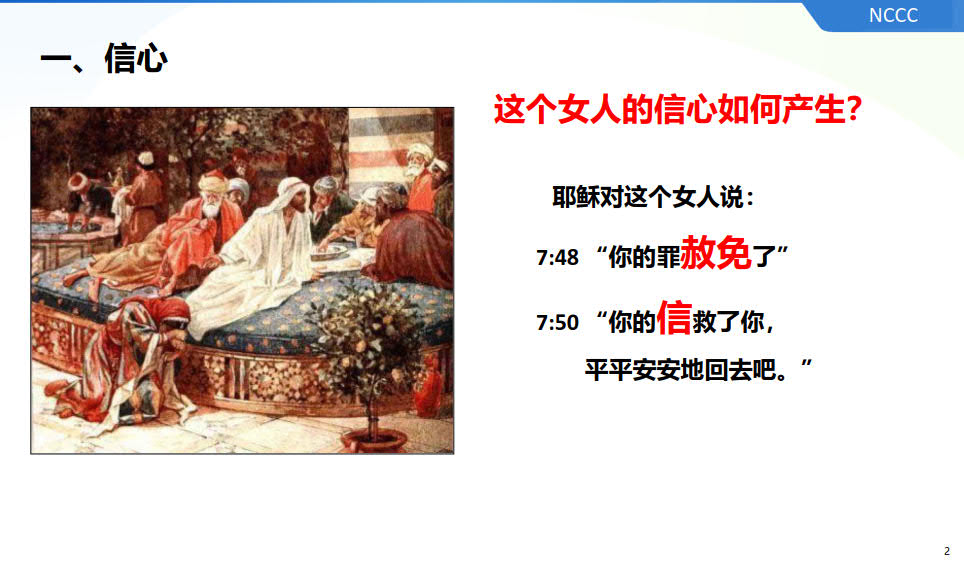 NCCC
一、信心
这个女人的信心如何产生?
耶稣对这个女人说：
7:48 “你的罪赦免了”
7:50 “你的信救了你，
平平安安地回去吧。”
2